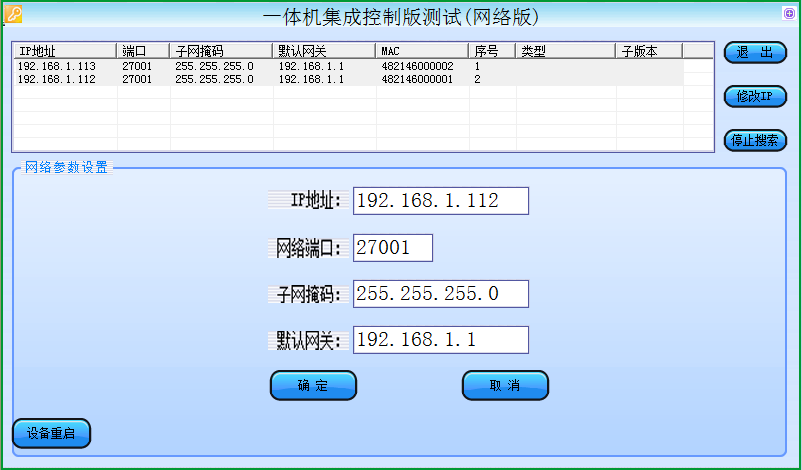 一体机集成控制版测试(网络版)
IP地址 端口 子网掩码 默认网关 MAC 序号 类型 子版本
192.168.1.113 27001 255.255.255.0 192.168.1.1 482146000002 1
192.168.1.112 27001 255.255.255.0 192.168.1.1 482146000001 2
退 出
修改IP
停止搜索
网络参数设置
IP地址: 192.168.1.112
网络端口: 27001
子网掩码: 255.255.255.0
默认网关: 192.168.1.1
确 定 取 消
设备重启